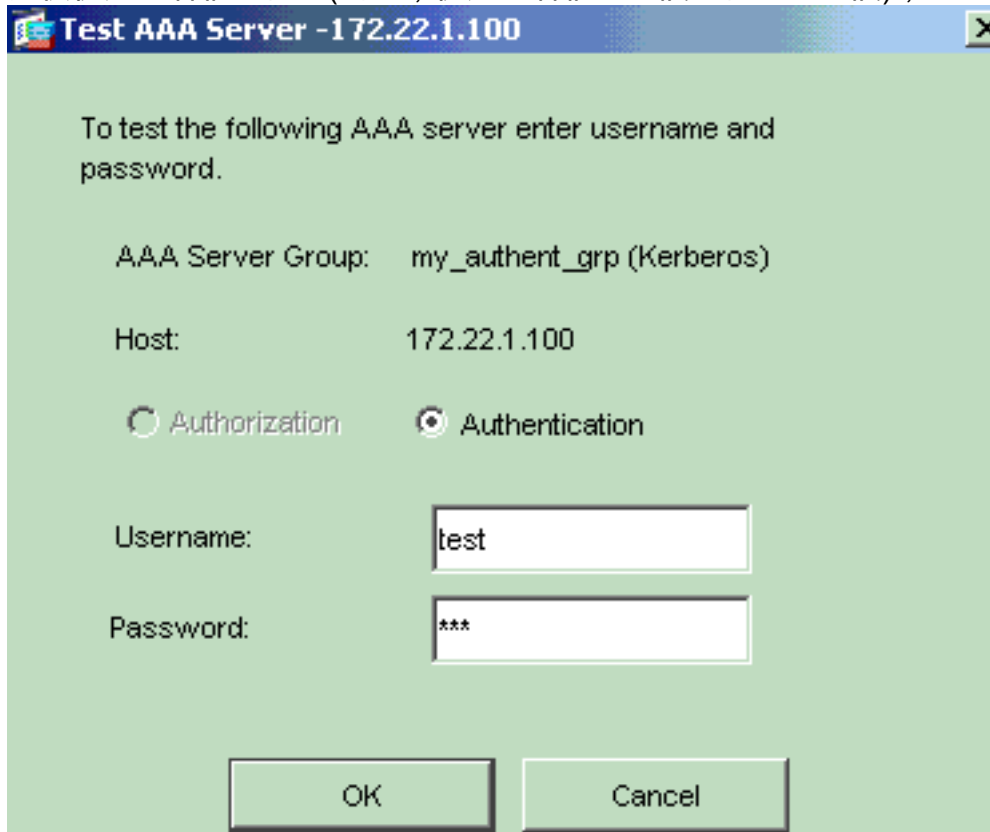 Test AAA Server -172.22.1.100
To test the following AAA server enter username and
password.
AAA Server Group: my_authent_grp (Kerberos)
Host: 172.22.1.100
Authorization Authentication
Username: test
Password: ***
OK Cancel